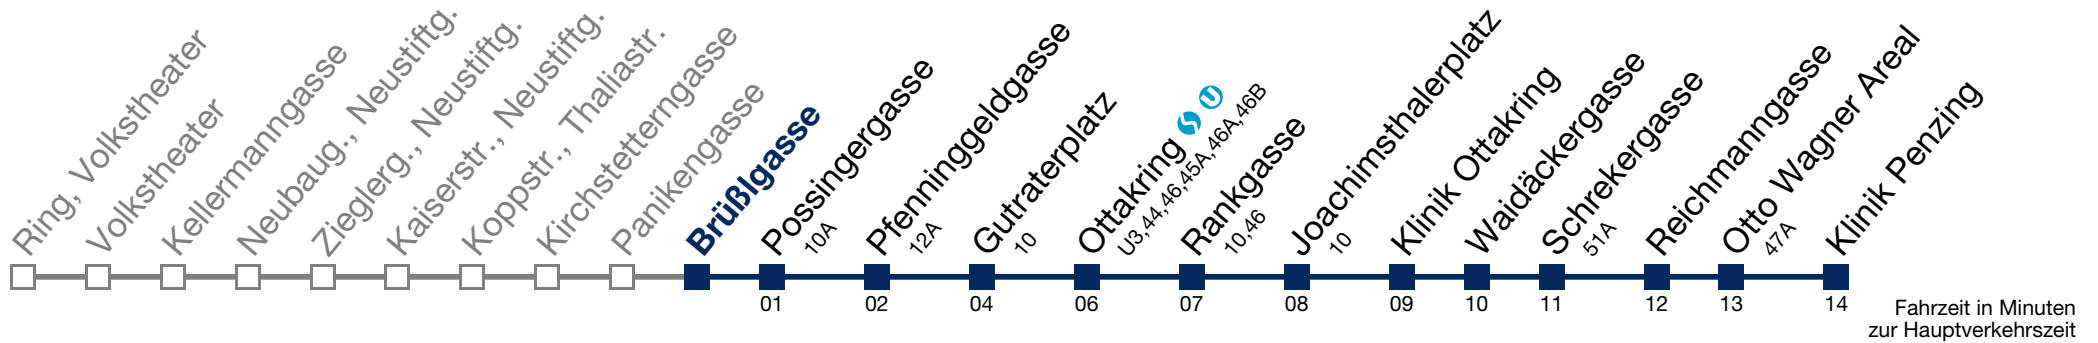 Ring, Volkstheater
Volkstheater
Kellermanngasse
Neubaug., Neustiftg.
Zieglerg., Neustiftg.
Kaiserstr., Neustiftg.
Koppstr., Thaliastr.
Kirchstetterngasse
Panikengasse
Brüßlgasse
Possingergasse
10A
Pfenninggeldgasse
12A
Gutraterplatz
10
Ottakring
U3, 44, 46, 45A, 46A, 46B
Rankgasse
10, 46
Joachimsthalerplatz
10
Klinik Ottakring
Waidäckergasse
Schrekergasse
51A
Reichmanngasse
Otto Wagner Areal
47A
Klinik Penzing
01 02 04 06 07 08 09 10 11 12 13 14
Fahrzeit in Minuten
zur Hauptverkehrszeit